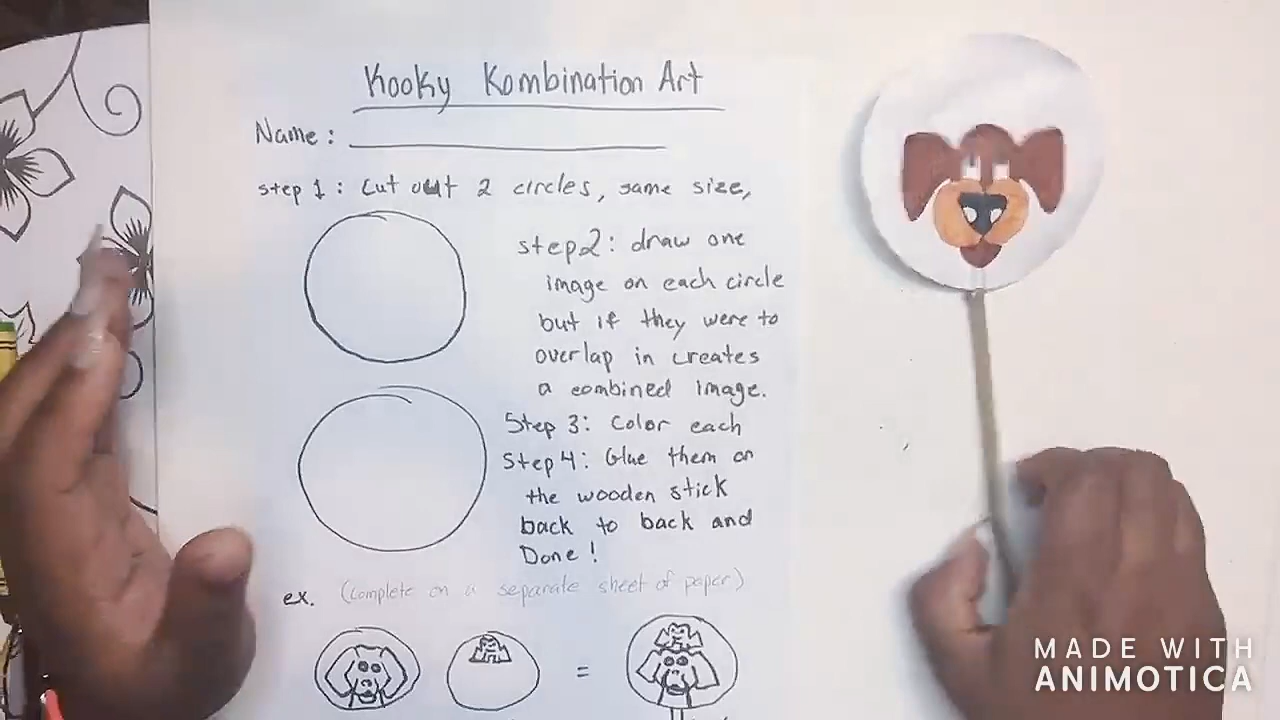 Kooky Kombination Art
Name:
step 1: Cut out 2 circles, same size,
step 2: draw one
image on each circle
but if they were to
overlap in creates
a combined image.
Step 3: Color each
Step 4: Glue them on
the wooden stick
back to back and
Done!
ex. (Complete on a separate sheet of paper)
=
MADE WITH
ANIMOTICA